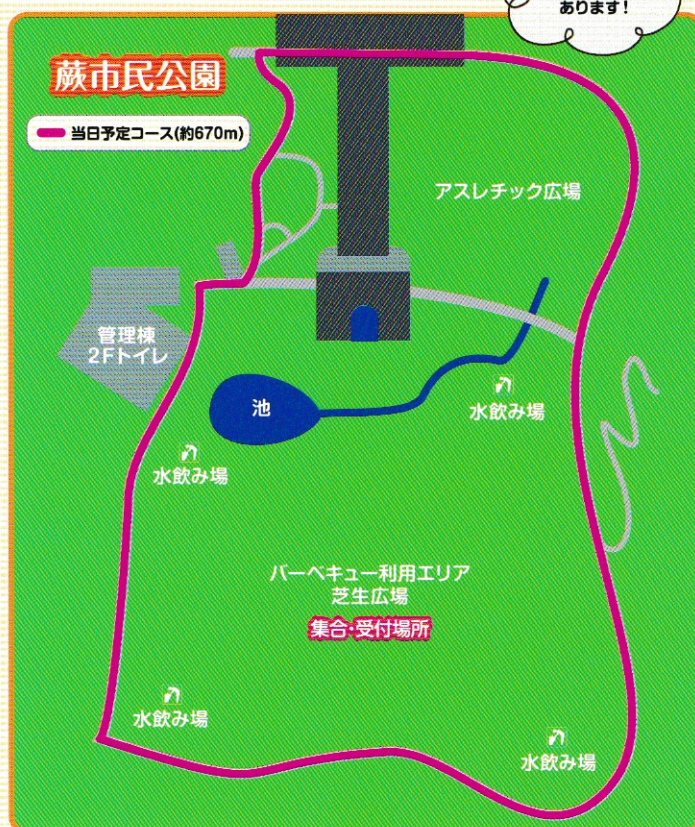 あります！
蕨市民公園
当日予定コース(約670m)
アスレチック広場
管理棟
2Fトイレ
池
水飲み場
水飲み場
バーベキュー利用エリア
芝生広場
集合・受付場所
水飲み場
水飲み場